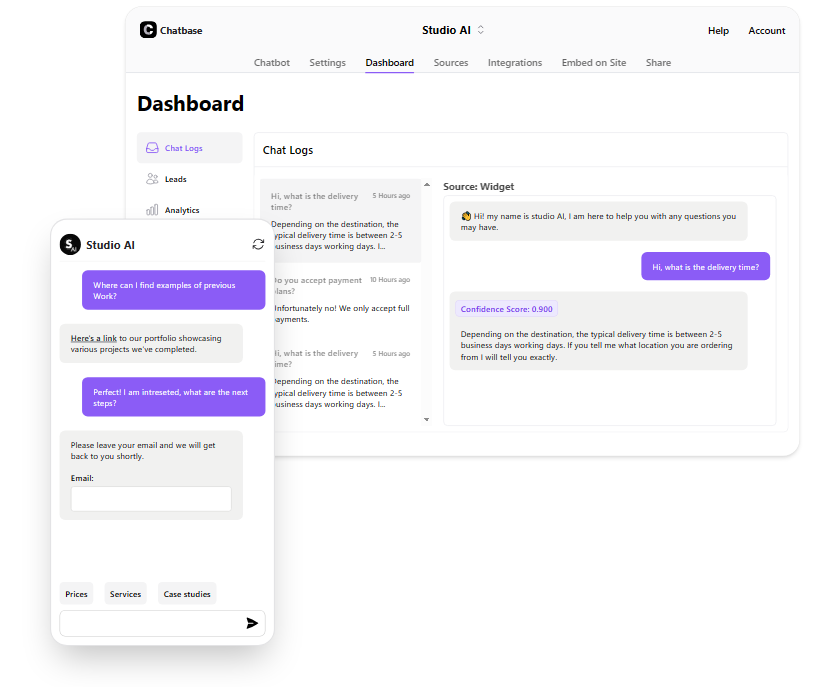 Chatbase
Studio AI
Help
Account
Chatbot
Settings
Dashboard
Sources
Integrations
Embed on Site
Share
Dashboard
Chat Logs
Leads
Analytics
Chat Logs
Hi, what is the delivery
time?
5 Hours ago
Depending on the destination, the
typical delivery time is between 2-5
business days working days. I...
Do you accept payment
plans?
10 Hours ago
Unfortunately no! We only accept full
payments.
Hi, what is the delivery
time?
5 Hours ago
Depending on the destination, the
typical delivery time is between 2-5
business days working days. I...
Source: Widget
Hi! my name is studio AI, I am here to help you with any questions you
may have.
Hi, what is the delivery time?
Confidence Score: 0.900
Depending on the destination, the typical delivery time is between 2-5
business days working days. If you tell me what location you are ordering
from I will tell you exactly.
S.AI
Studio AI
Where can I find examples of previous
Work?
Here's a link to our portfolio showcasing
various projects we've completed.
Perfect! I am intreseted, what are the next
steps?
Please leave your email and we will get
back to you shortly.
Email:
Prices
Services
Case studies